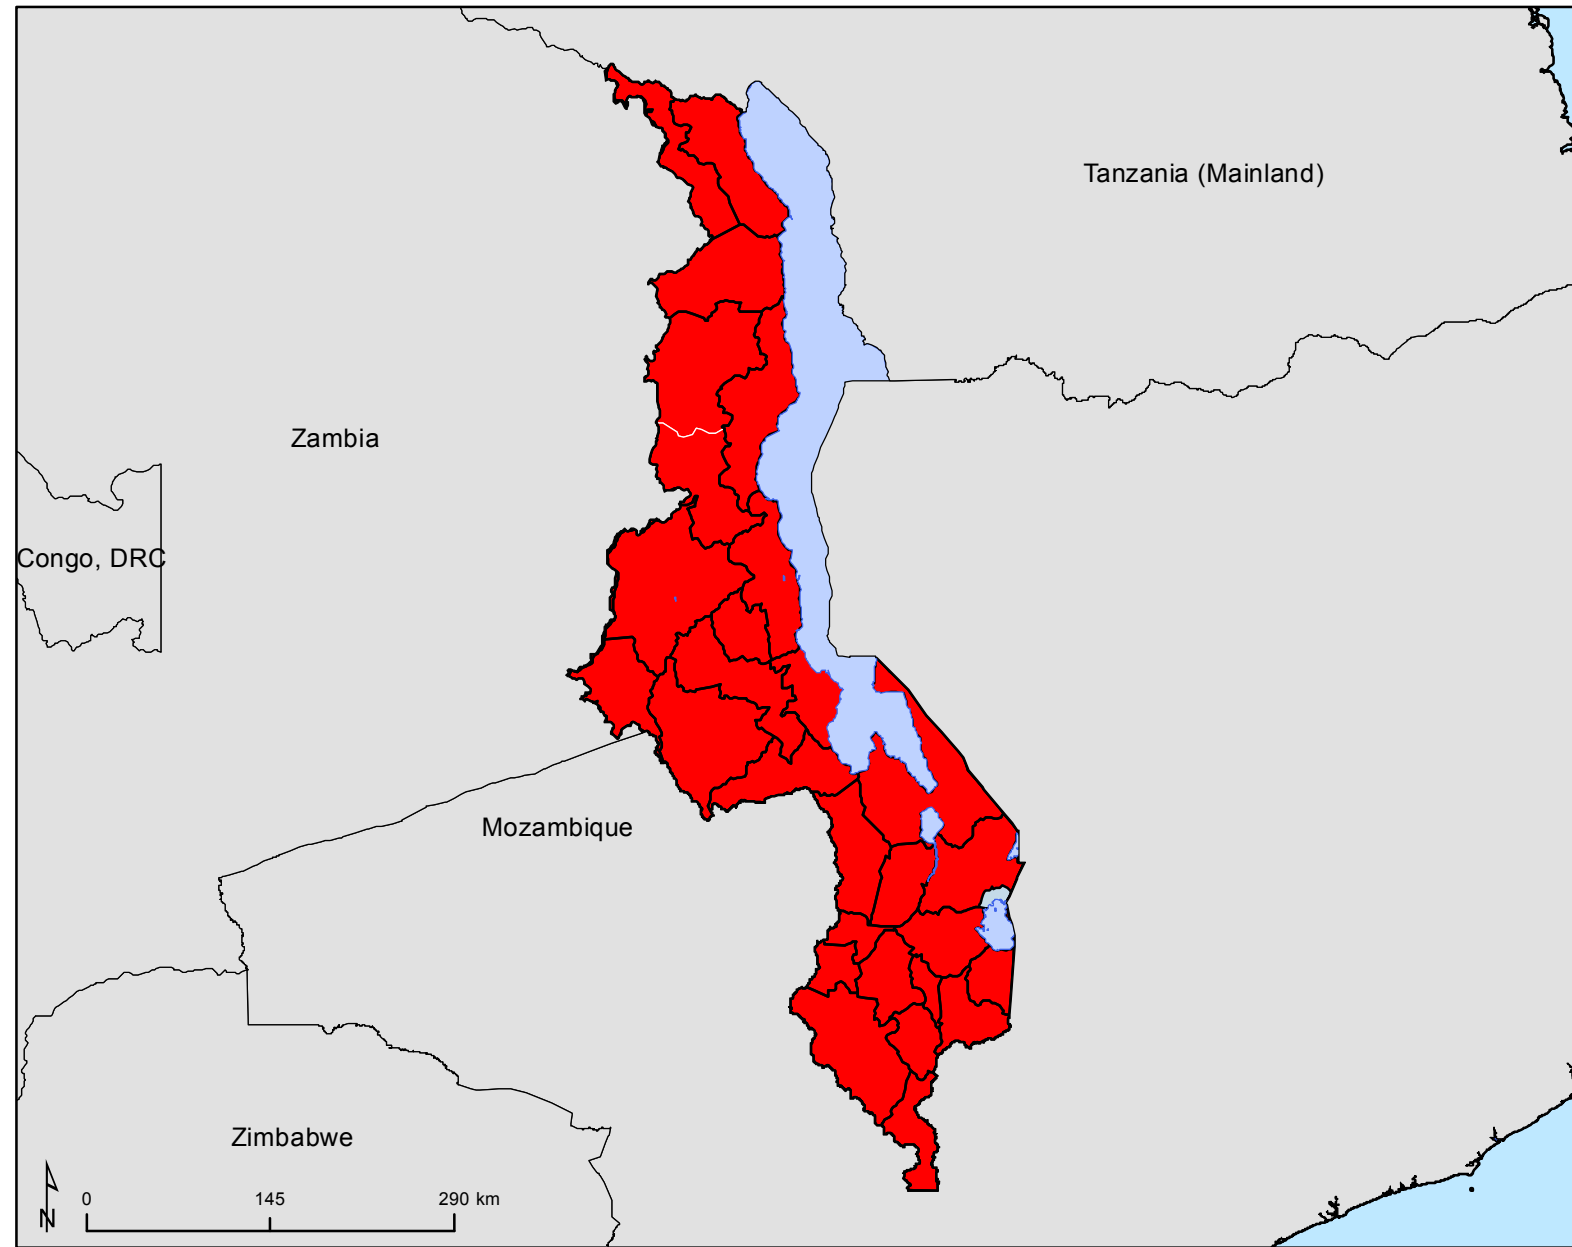 Tanzania (Mainland)
Zambia
Congo, DRC
Mozambique
Zimbabwe
N
0 145 290 km